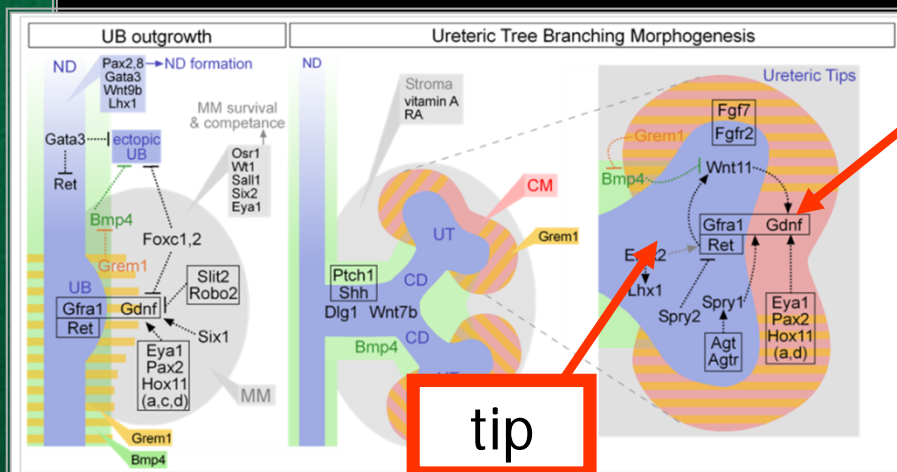 UB outgrowth
Ureteric Tree Branching Morphogenesis
ND
Pax2,8
Gata3
Wnt9b
Lhx1
ND formation
MM survival
& competance
Gata3
ectopic
UB
Ret
Osr1
Wt1
Sall1
Six2
Eya1
Bmp4
Foxc1,2
Grem1
Slit2
Robo2
UB
Gfra1 Gdnf
Ret
Six1
Eya1
Pax2
Hox11
(a,c,d)
MM
Grem1
Bmp4
ND
Stroma
vitamin A
RA
CM
UT
Grem1
Ptch1
Shh
CD
Dlg1 Wnt7b
Bmp4
CD
Ureteric Tips
Fgf7
Fgfr2
Grem1
Bmp4
Wnt11
Gfra1 Gdnf
Ret
Lhx1
Spry1
Spry2
Eya1
Pax2
Hox11
(a,d)
Agt
Agtr
tip